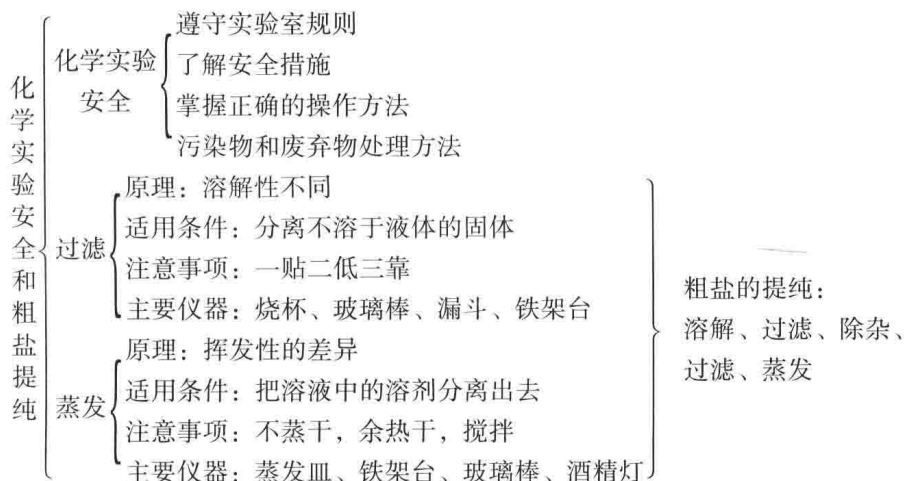 化学实验安全和粗盐提纯
化学实验
安全
遵守实验室规则
了解安全措施
掌握正确的操作方法
污染物和废弃物处理方法
过滤
原理：溶解性不同
适用条件：分离不溶于液体的固体
注意事项：一贴二低三靠
主要仪器：烧杯、玻璃棒、漏斗、铁架台
蒸发
原理：挥发性的差异
适用条件：把溶液中的溶剂分离出去
注意事项：不蒸干，余热干，搅拌
主要仪器：蒸发皿、铁架台、玻璃棒、酒精灯
粗盐的提纯：
溶解、过滤、除杂、
过滤、蒸发